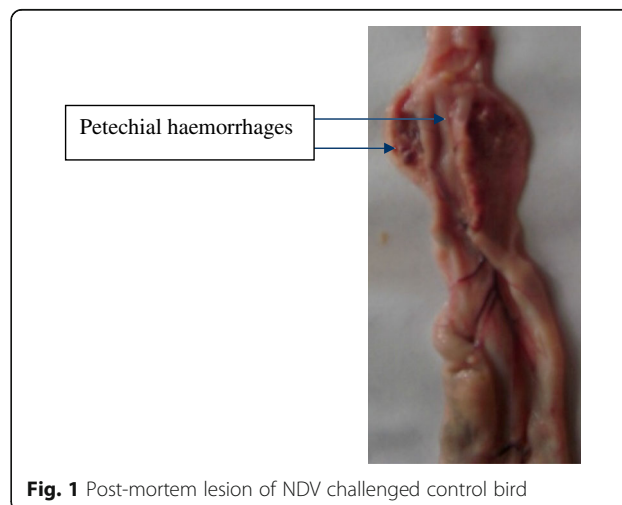 Petechial haemorrhages
Fig. 1 Post-mortem lesion of NDV challenged control bird